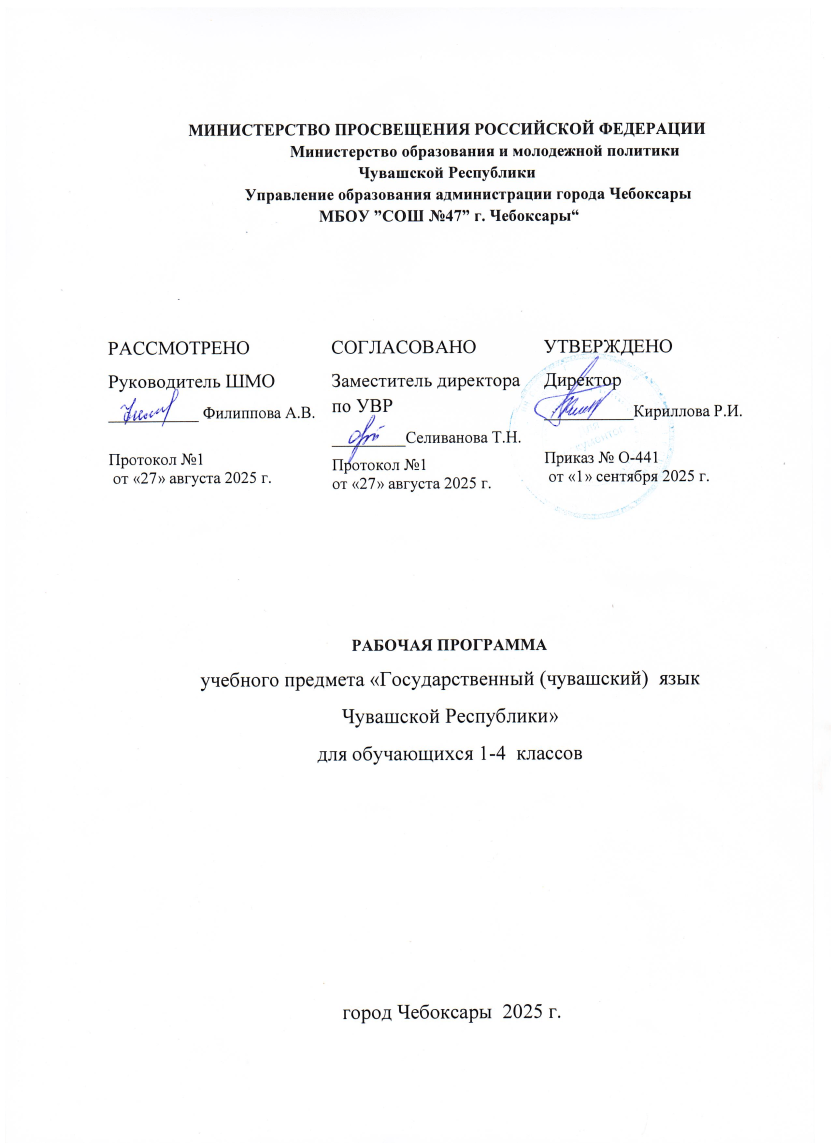 МИНИСТЕРСТВО ПРОСВЕЩЕНИЯ РОССИЙСКОЙ ФЕДЕРАЦИИ
Министерство образования и молодежной политики
Чувашской Республики
Управление образования администрации города Чебоксары
МБОУ ”СОШ №47” г. Чебоксары“
РАССМОТРЕНО
Руководитель ШМО
____________ Филиппова А.В.
Протокол №1
от «27» августа 2025 г.
СОГЛАСОВАНО
Заместитель директора
по УВР
__________Селиванова Т.Н.
Протокол №1
от «27» августа 2025 г.
УТВЕРЖДЕНО
Директор
____________Кириллова Р.И.
Приказ № О-441
от «1» сентября 2025 г.
РАБОЧАЯ ПРОГРАММА
учебного предмета «Государственный (чувашский) язык
Чувашской Республики»
для обучающихся 1-4 классов
город Чебоксары 2025 г.